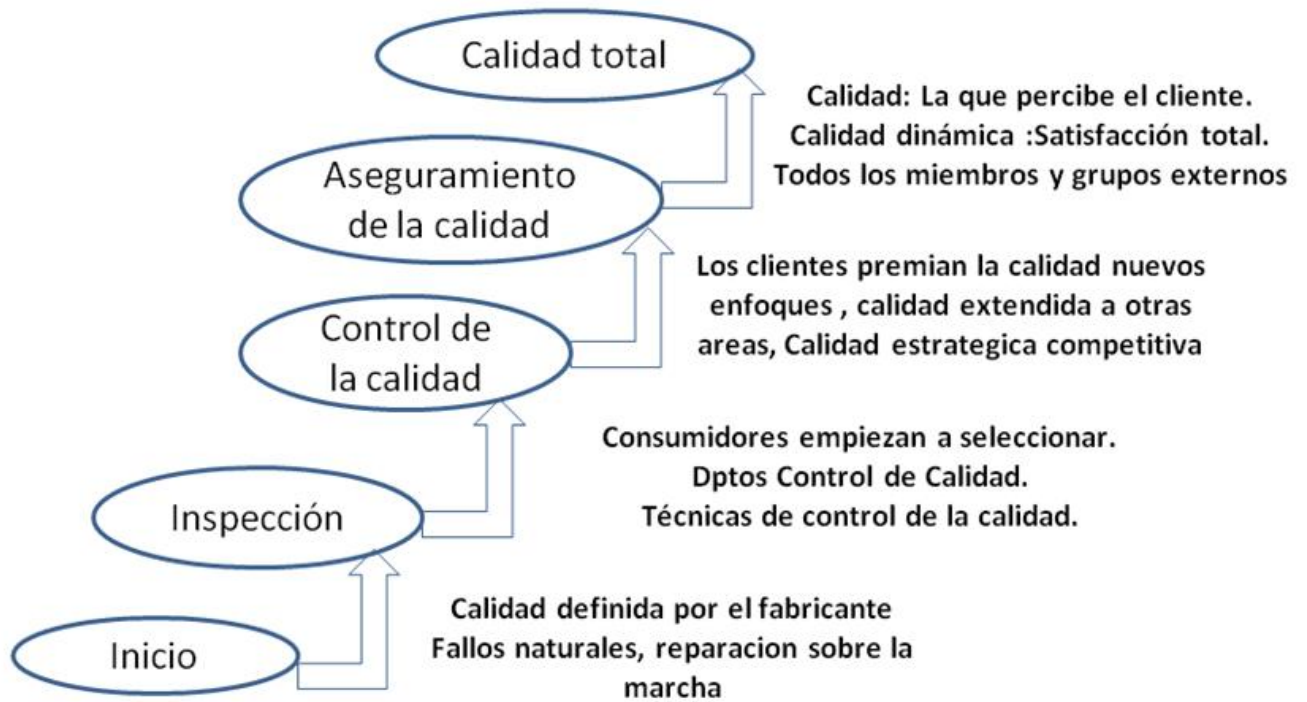 Calidad total
Calidad: La que percibe el cliente.
Calidad dinámica :Satisfacción total.
Todos los miembros y grupos externos
Aseguramiento
de la calidad
Los clientes premian la calidad nuevos
enfoques , calidad extendida a otras
areas, Calidad estrategica competitiva
Control de
la calidad
Consumidores empiezan a seleccionar.
Dptos Control de Calidad.
Técnicas de control de la calidad.
Inspección
Calidad definida por el fabricante
Fallos naturales, reparacion sobre la
marcha
Inicio